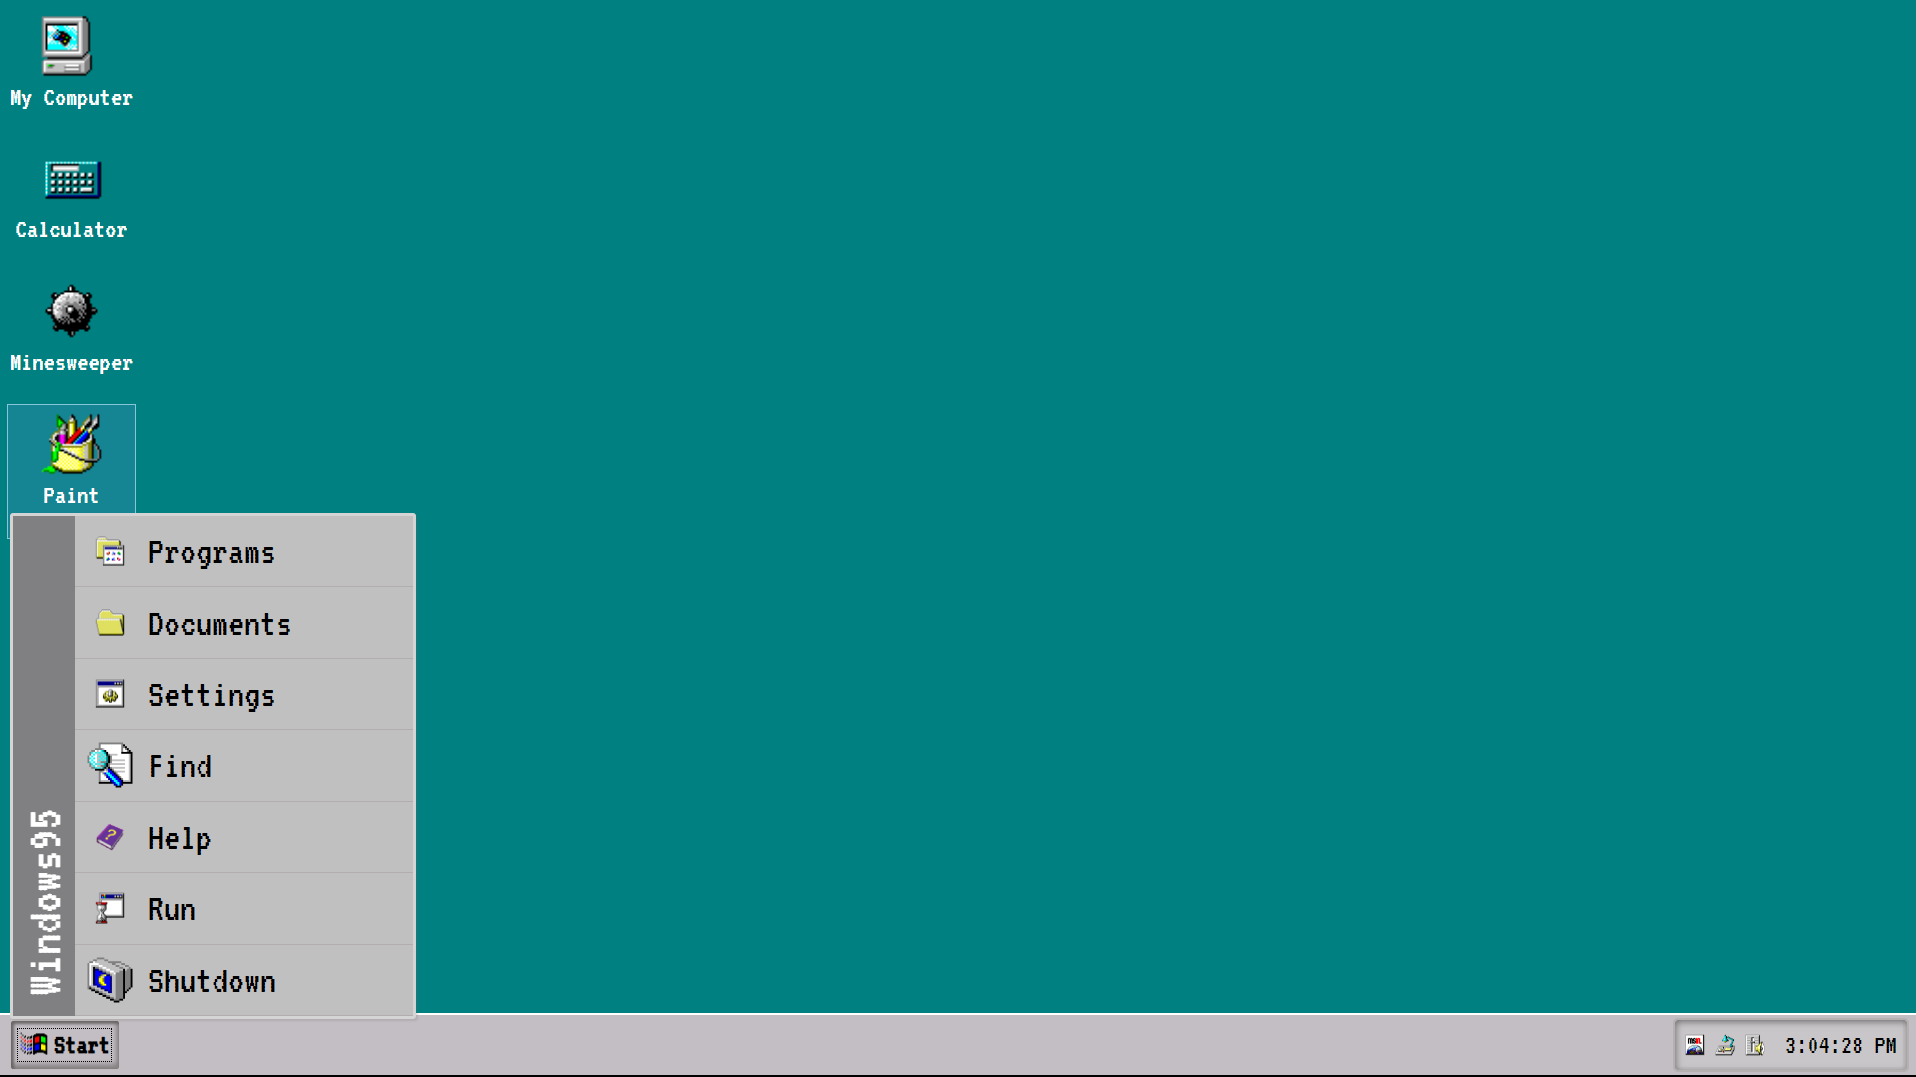 My Computer
Calculator
Minesweeper
Paint
Programs
Documents
Settings
Find
Help
Run
Shutdown
Windows95
Start
3:04:28 PM